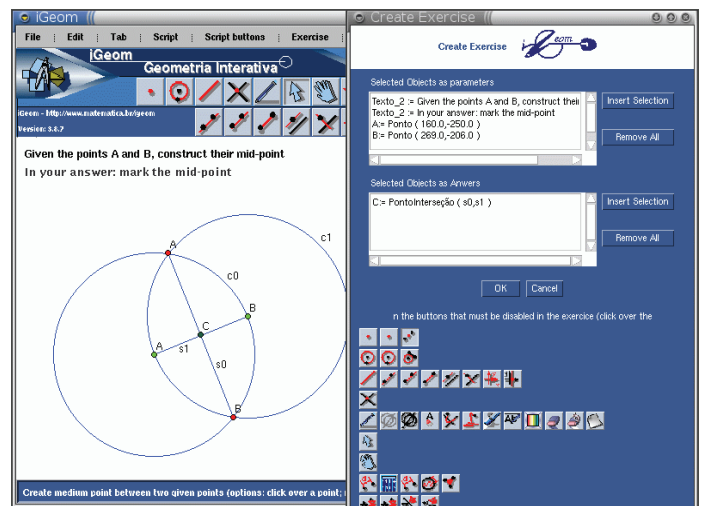 iGeom
File Edit Tab Script Script buttons Exercise
iGeom
Geometria Interativa
iGeom - http://www.matematica.br/igeom
Version: 3.8.7
Given the points A and B, construct their mid-point
In your answer: mark the mid-point
A
c1
c0
B
C
A
s1
s0
B
Create medium point between two given points (options: click over a point;
Create Exercise
Create Exercise
Selected Objects as parameters
Texto_2 := Given the points A and B, construct thei
Texto_2 := In your answer: mark the mid-point
A:= Ponto ( 160.0,-250.0 )
B:= Ponto ( 269.0,-206.0 )
Insert Selection
Remove All
Selected Objects as Anwers
C:= PontoInterseção ( s0,s1 )
Insert Selection
Remove All
OK Cancel
n the buttons that must be disabled in the exercice (click over the